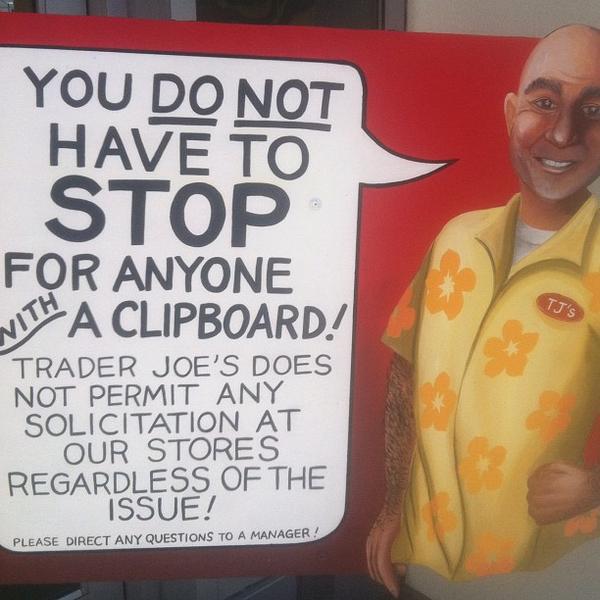 YOU DO NOT
HAVE TO
STOP
FOR ANYONE
WITH A CLIPBOARD!
TRADER JOE'S DOES
NOT PERMIT ANY
SOLICITATION AT
OUR STORES
REGARDLESS OF THE
ISSUE!
PLEASE DIRECT ANY QUESTIONS TO A MANAGER!
TJ's